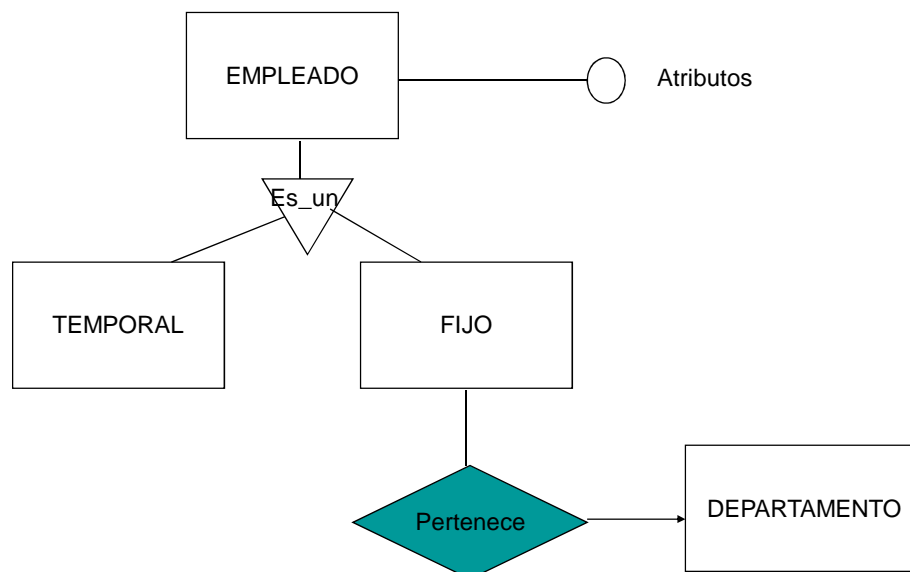 EMPLEADO
Atributos
Es_un
TEMPORAL
FIJO
Pertenece
DEPARTAMENTO